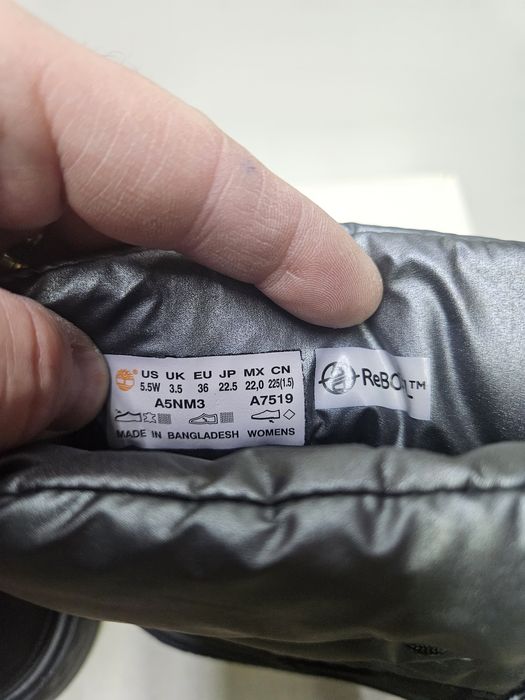 US UK EU JP MX CN
5.5W 3.5 36 22.5 22,0 225(1.5)
A5NM3 A7519
MADE IN BANGLADESH WOMENS